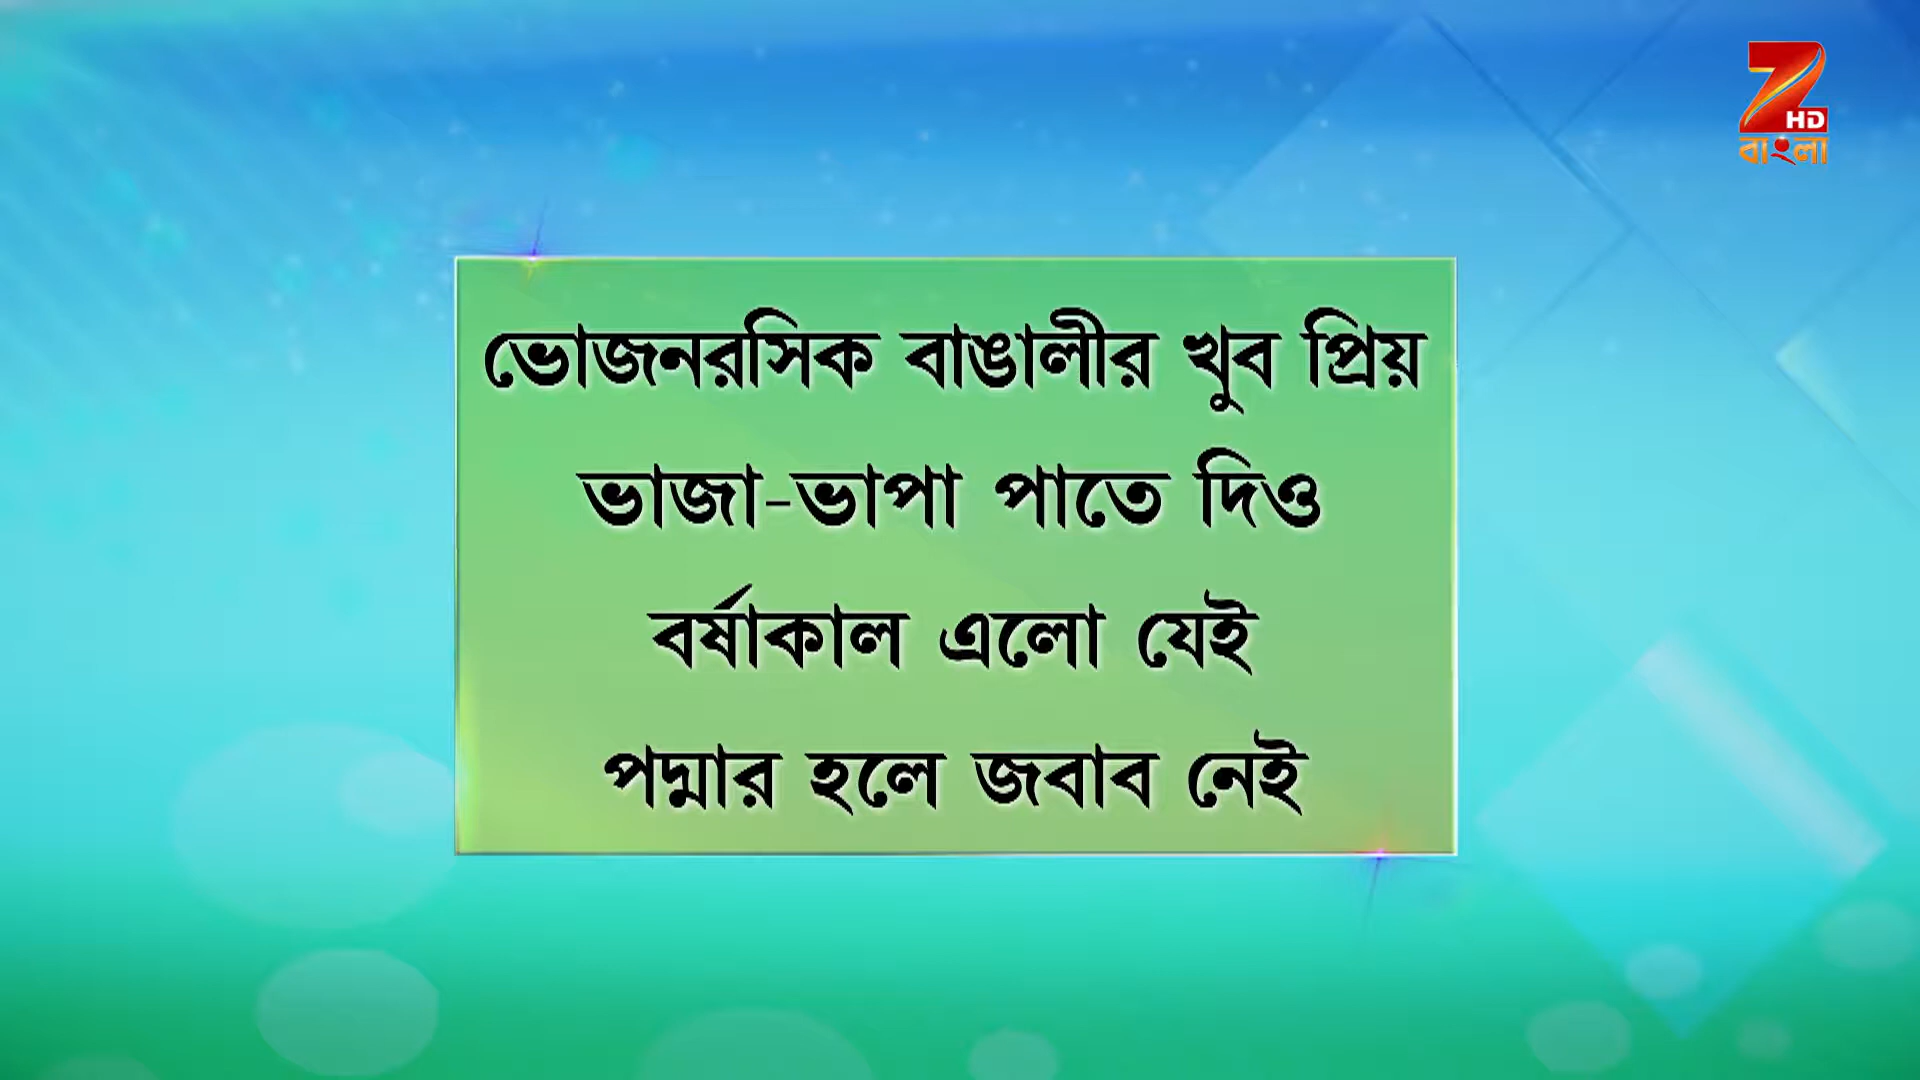 HD
বাংলা
ভোজনরসিক বাঙালীর খুব প্রিয়
ভাজা-ভাপা পাতে দিও
বর্ষাকাল এলো যেই
পদ্মার হলে জবাব নেই